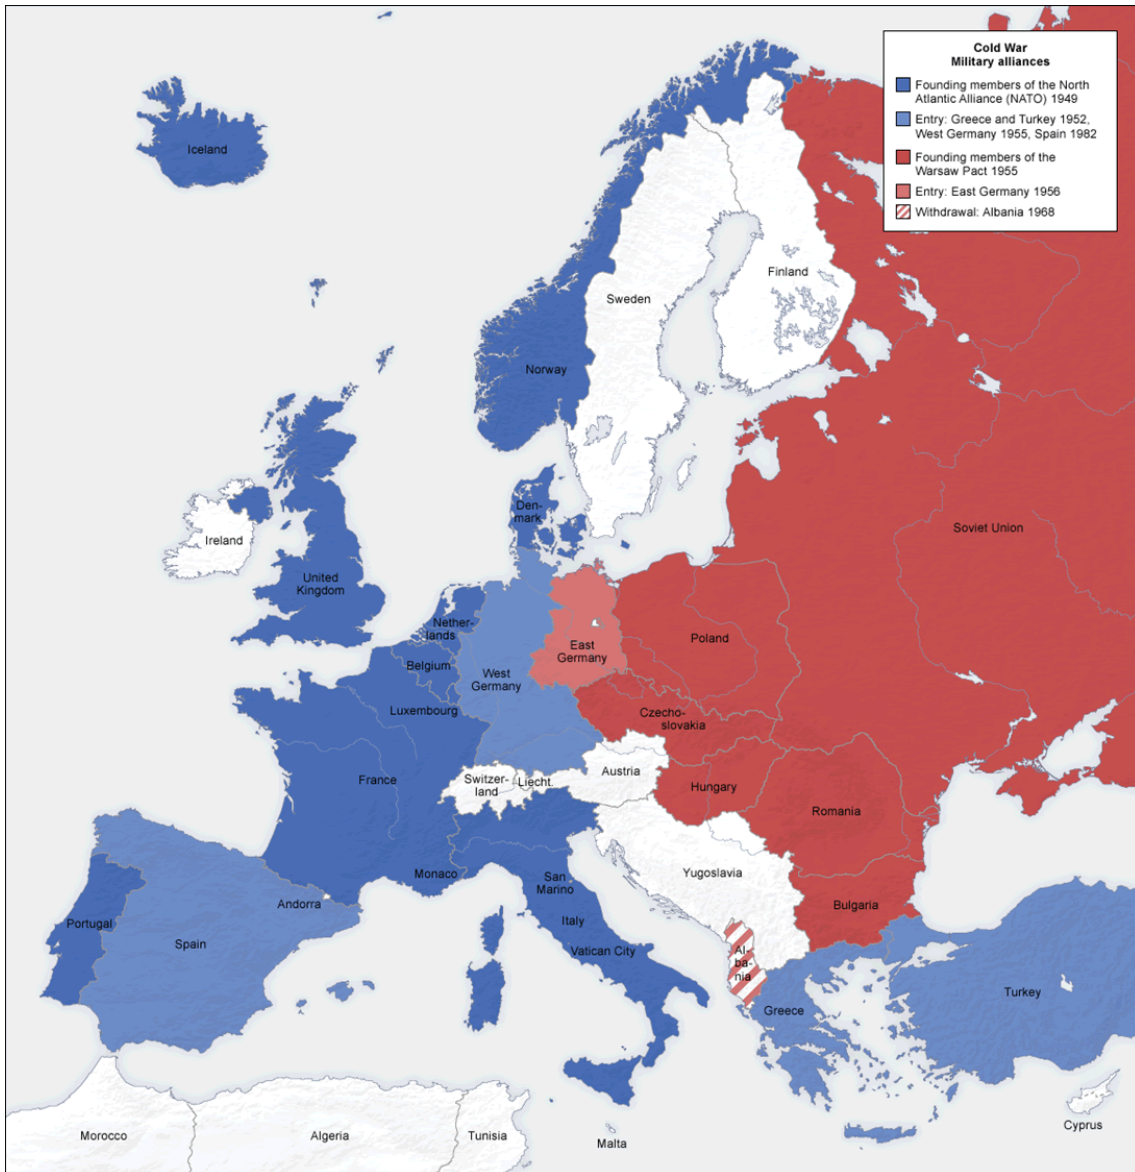 Cold War
Military alliances
Founding members of the North
Atlantic Alliance (NATO) 1949
Entry: Greece and Turkey 1952,
West Germany 1955, Spain 1982
Founding members of the
Warsaw Pact 1955
Entry: East Germany 1956
Withdrawal: Albania 1968
Iceland
Finland
Sweden
Norway
Den-
mark
Soviet Union
Ireland
United
Kingdom
Nether-
lands
Poland
East
Germany
Belgium
West
Germany
Luxembourg
Czecho-
slovakia
Austria
France
Switzer-
land
Liecht.
Hungary
Romania
Monaco
San
Marino
Yugoslavia
Andorra
Bulgaria
Portugal
Italy
Spain
Vatican City
Al-
ba-
nia
Turkey
Greece
Morocco
Algeria
Tunisia
Malta
Cyprus